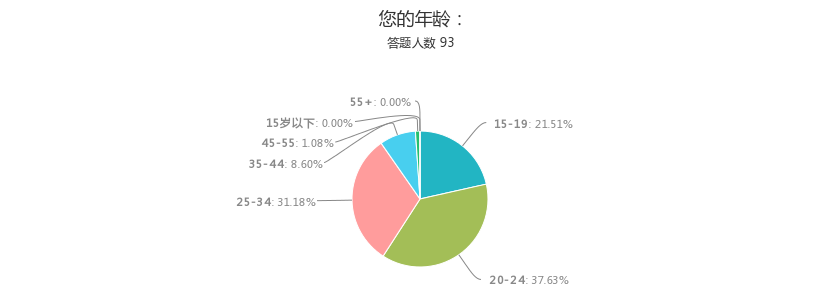 您的年龄：
答题人数 93
55+: 0.00%
15岁以下: 0.00%
45-55: 1.08%
35-44: 8.60%
25-34: 31.18%
15-19: 21.51%
20-24: 37.63%